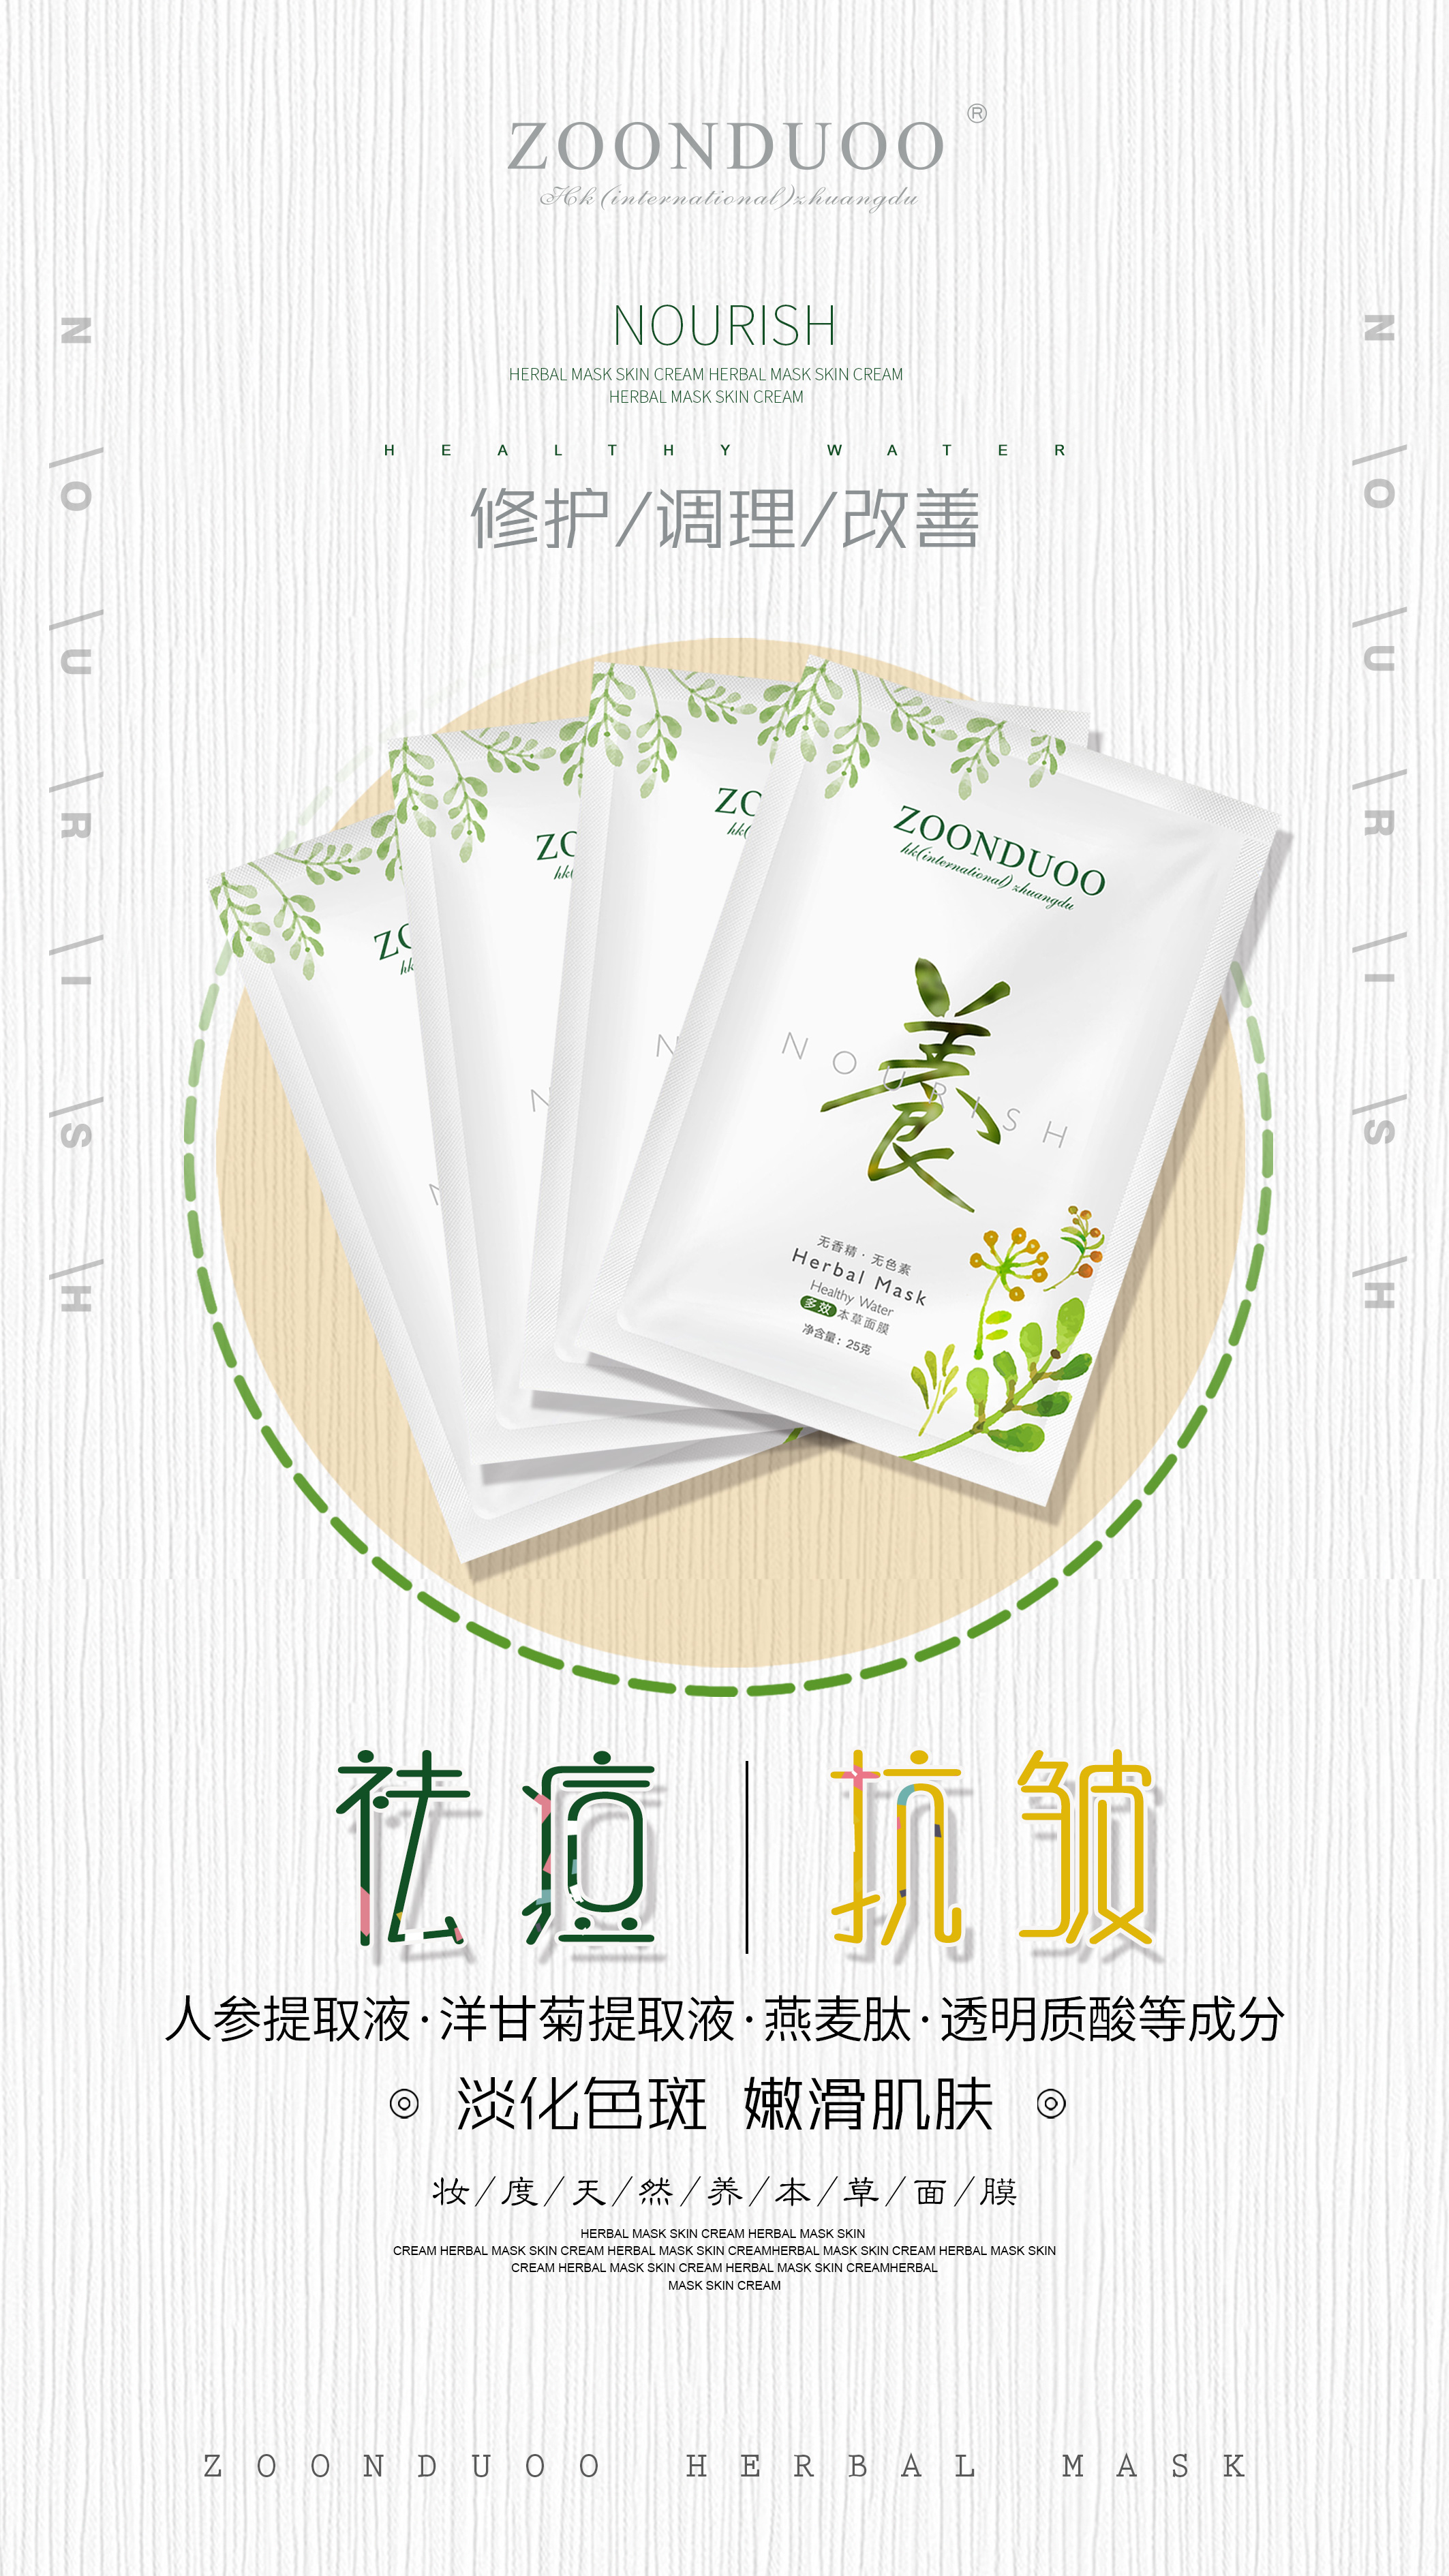 ZOONDUOO®
Hk(international)zhuangdu
NOURISH
HERBAL MASK SKIN CREAM HERBAL MASK SKIN CREAM
HERBAL MASK SKIN CREAM
HEALTHY WATER
修护/调理/改善
N\O\U\R\I\S\H
N\O\U\R\I\S\H
ZO
hk
N
ZO
hk(
N
ZO
hk(
N
ZOONDUOO
hk(international) zhuangdu
养
NOURISH
无香精·无色素
Herbal Mask
Healthy Water
多效 本草面膜
净含量：25克
祛痘|抗皱
人参提取液·洋甘菊提取液·燕麦肽·透明质酸等成分
◎ 淡化色斑 嫩滑肌肤 ◎
妆/度/天/然/养/本/草/面/膜
HERBAL MASK SKIN CREAM HERBAL MASK SKIN
CREAM HERBAL MASK SKIN CREAM HERBAL MASK SKIN CREAMHERBAL MASK SKIN CREAM HERBAL MASK SKIN
CREAM HERBAL MASK SKIN CREAM HERBAL MASK SKIN CREAMHERBAL
MASK SKIN CREAM
ZOONDUOO HERBAL MASK